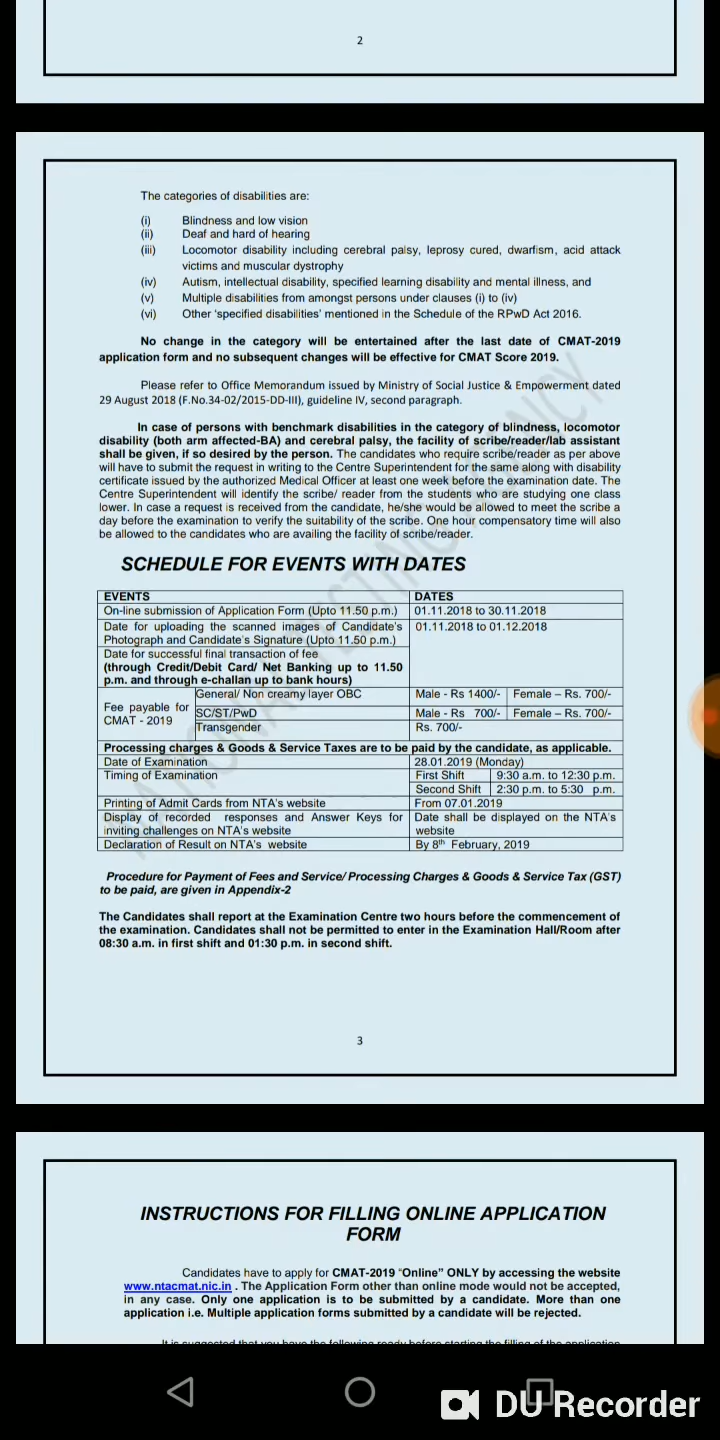 2
The categories of disabilities are:
(i) Blindness and low vision
(ii) Deaf and hard of hearing
(iii) Locomotor disability including cerebral palsy, leprosy cured, dwarfism, acid attack
victims and muscular dystrophy
(iv) Autism, intellectual disability, specified learning disability and mental illness, and
(v) Multiple disabilities from amongst persons under clauses (i) to (iv)
(vi) Other 'specified disabilities' mentioned in the Schedule of the RPwD Act 2016.
No change in the category will be entertained after the last date of CMAT-2019
application form and no subsequent changes will be effective for CMAT Score 2019.
Please refer to Office Memorandum issued by Ministry of Social Justice & Empowerment dated
29 August 2018 (F.No.34-02/2015-DD-III), guideline IV, second paragraph.
In case of persons with benchmark disabilities in the category of blindness, locomotor
disability (both arm affected-BA) and cerebral palsy, the facility of scribe/reader/lab assistant
shall be given, if so desired by the person. The candidates who require scribe/reader as per above
will have to submit the request in writing to the Centre Superintendent for the same along with disability
certificate issued by the authorized Medical Officer at least one week before the examination date. The
Centre Superintendent will identify the scribe/ reader from the students who are studying one class
lower. In case a request is received from the candidate, he/she would be allowed to meet the scribe a
day before the examination to verify the suitability of the scribe. One hour compensatory time will also
be allowed to the candidates who are availing the facility of scribe/reader.
NATIONAL TESTING AGENCY
SCHEDULE FOR EVENTS WITH DATES
EVENTS DATES
On-line submission of Application Form (Upto 11.50 p.m.) 01.11.2018 to 30.11.2018
Date for uploading the scanned images of Candidate's 01.11.2018 to 01.12.2018
Photograph and Candidate's Signature (Upto 11.50 p.m.)
Date for successful final transaction of fee
(through Credit/Debit Card/ Net Banking up to 11.50
p.m. and through e-challan up to bank hours)
Fee payable for CMAT - 2019
General/ Non creamy layer OBC Male - Rs 1400/- Female – Rs. 700/-
SC/ST/PwD Male - Rs 700/- Female – Rs. 700/-
Transgender Rs. 700/-
Processing charges & Goods & Service Taxes are to be paid by the candidate, as applicable.
Date of Examination 28.01.2019 (Monday)
Timing of Examination First Shift 9:30 a.m. to 12:30 p.m.
Second Shift 2:30 p.m. to 5:30 p.m.
Printing of Admit Cards from NTA's website From 07.01.2019
Display of recorded responses and Answer Keys for Date shall be displayed on the NTA's
inviting challenges on NTA's website website
Declaration of Result on NTA's website By 8th February, 2019
Procedure for Payment of Fees and Service/ Processing Charges & Goods & Service Tax (GST)
to be paid, are given in Appendix-2
The Candidates shall report at the Examination Centre two hours before the commencement of
the examination. Candidates shall not be permitted to enter in the Examination Hall/Room after
08:30 a.m. in first shift and 01:30 p.m. in second shift.
3
INSTRUCTIONS FOR FILLING ONLINE APPLICATION
FORM
Candidates have to apply for CMAT-2019 "Online" ONLY by accessing the website
www.ntacmat.nic.in . The Application Form other than online mode would not be accepted,
in any case. Only one application is to be submitted by a candidate. More than one
application i.e. Multiple application forms submitted by a candidate will be rejected.
It is suggested that you have the following ready before starting the filling of the application
DU Recorder